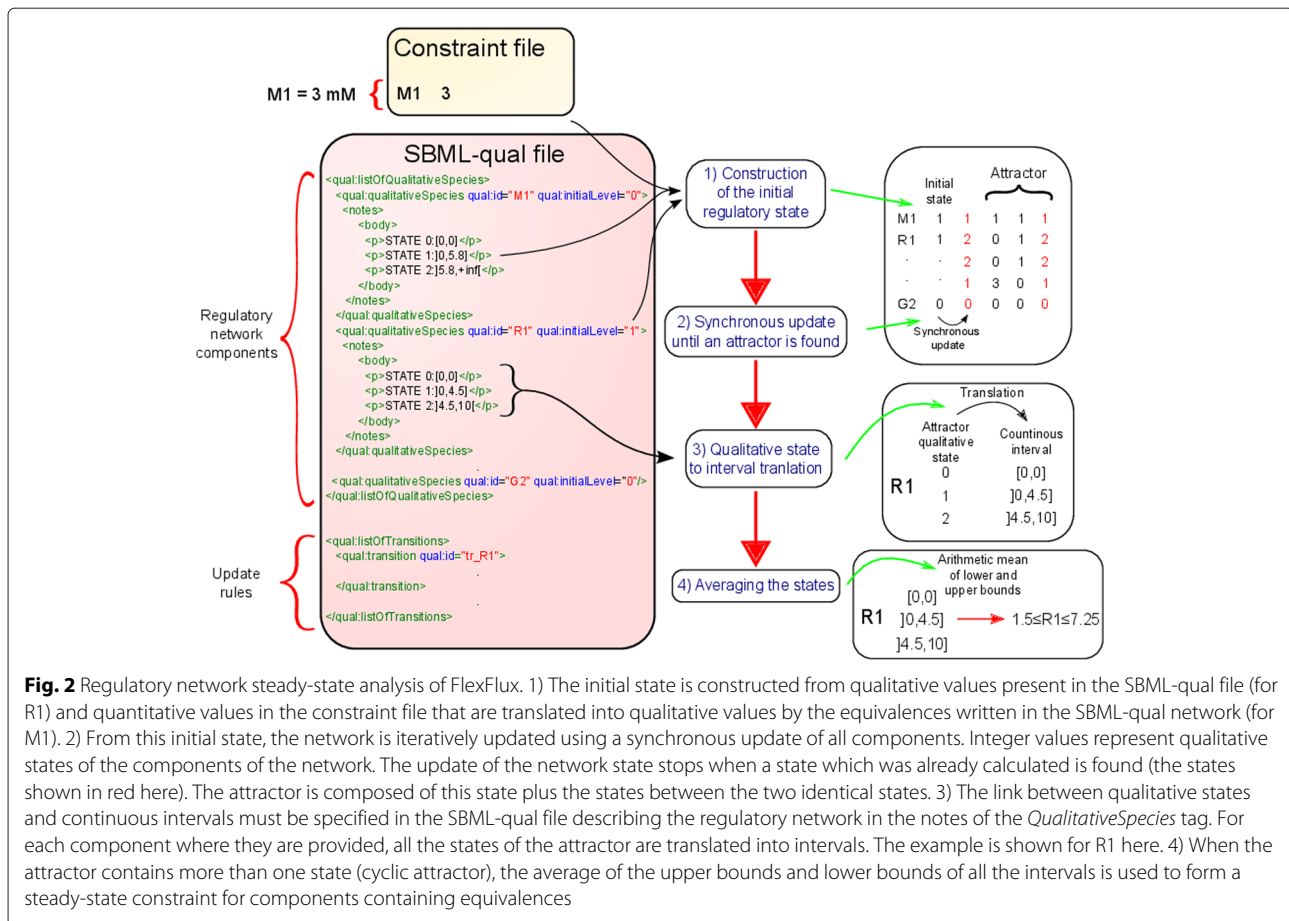 Constraint file
M1 = 3 mM
M1 3
SBML-qual file
<qual:listOfQualitativeSpecies>
<qual:qualitativeSpecies qual:id="M1" qual:initialLevel="0">
<notes>
<body>
<p>STATE 0:[0,0]</p>
<p>STATE 1:]0,5.8]</p>
<p>STATE 2:]5.8,+inf[</p>
</body>
</notes>
</qual:qualitativeSpecies>
<qual:qualitativeSpecies qual:id="R1" qual:initialLevel="1">
<notes>
<body>
<p>STATE 0:[0,0]</p>
<p>STATE 1:]0,4.5]</p>
<p>STATE 2:]4.5,10[</p>
</body>
</notes>
</qual:qualitativeSpecies>
.
<qual:qualitativeSpecies qual:id="G2" qual:initialLevel="0"/>
</qual:listOfQualitativeSpecies>
<qual:listOfTransitions>
<qual:transition qual:id="tr_R1">
.
</qual:transition>
.
</qual:listOfTransitions>
Regulatory
network
components
Update
rules
1) Construction
of the initial
regulatory state
2) Synchronous update
until an attractor is found
3) Qualitative state
to interval tranlation
4) Averaging the states
Initial
state
Attractor
M1 1 1 1 1 1
R1 1 2 0 1 2
. . 2 0 1 2
. . 1 3 0 1
G2 0 0 0 0 0
Synchronous
update
Translation
Attractor
qualitative
state
Countinous
interval
R1
0 [0,0]
1 ]0,4.5]
2 ]4.5,10]
Arithmetic mean
of lower and
upper bounds
[0,0]
R1 ]0,4.5] 1.5≤R1≤7.25
]4.5,10]
Fig. 2 Regulatory network steady-state analysis of FlexFlux. 1) The initial state is constructed from qualitative values present in the SBML-qual file (for
R1) and quantitative values in the constraint file that are translated into qualitative values by the equivalences written in the SBML-qual network (for
M1). 2) From this initial state, the network is iteratively updated using a synchronous update of all components. Integer values represent qualitative
states of the components of the network. The update of the network state stops when a state which was already calculated is found (the states
shown in red here). The attractor is composed of this state plus the states between the two identical states. 3) The link between qualitative states
and continuous intervals must be specified in the SBML-qual file describing the regulatory network in the notes of the QualitativeSpecies tag. For
each component where they are provided, all the states of the attractor are translated into intervals. The example is shown for R1 here. 4) When the
attractor contains more than one state (cyclic attractor), the average of the upper bounds and lower bounds of all the intervals is used to form a
steady-state constraint for components containing equivalences